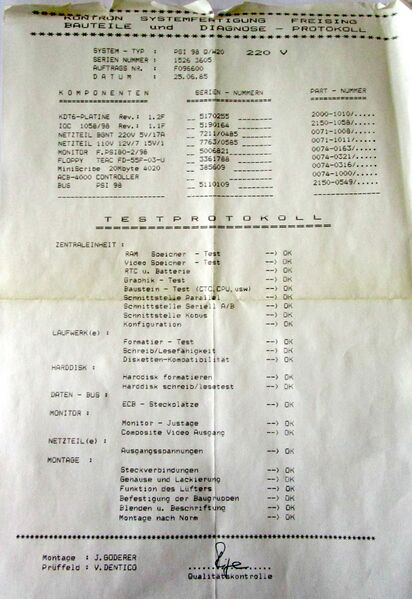 KONTRON SYSTEMFERTIGUNG FREISING
BAUTEILE und DIAGNOSE - PROTOKOLL
SYSTEM - TYP : PSI 98 D/W20 220 V
SERIEN - NUMMER : 1526 3605
AUFTRAGS NR. : F096600
DATUM : 25.06.85
KOMPONENTEN SERIEN - NUMMERN PART - NUMMER
KDT6-PLATINE Rev.: 1.2F -- 5170255 2000-1010/.....
IOC 1058/98 Rev.: 1.1F -- 5190164 2150-1058/.....
NETZTEIL BGNT 220V 5V/17A -- 7211/0485 0071-1008/.....
NETZTEIL 110V 12V/7 15V/1 -- 7763/0585 0071-1011/.....
MONITOR F.PSI80-2/98 -- 5006821 0074-0163/.....
FLOPPY TEAC FD-55F-03-U -- 3361788 0074-0321/.....
MiniScribe 20Mbyte 4020 -- 385609 0074-0316/.....
ACB-4000 CONTROLLER 0074-1000/.....
BUS PSI 98 -- 5110109 2150-0549/.....
TESTPROTOKOLL
ZENTRALEINHEIT :
RAM Speicher - Test --> OK
Video Speicher - Test --> OK
RTC u. Batterie --> OK
Graphik - Test --> OK
Baustein - Test (CTC,CPU,usw) --> OK
Schnittstelle Parallel --> OK
Schnittstelle Seriell A/B --> OK
Schnittstelle Kobus --> OK
Konfiguration --> OK
LAUFWERK(e) :
Formatier - Test --> OK
Schreib/Lesefähigkeit --> OK
Disketten-Kompatibilität --> OK
HARDDISK :
Harddisk formatieren --> OK
Harddisk schreib/lesetest --> OK
DATEN - BUS :
ECB - Steckplätze --> OK
MONITOR :
Monitor - Justage --> OK
Composite Video Ausgang --> OK
NETZTEIL(e) :
Ausgangsspannungen --> OK
MONTAGE :
Steckverbindungen --> OK
Gehäuse und Lackierung --> OK
Funktion des Lüfters --> OK
Befestigung der Baugruppen --> OK
Blenden u. Beschriftung --> OK
Montage nach Norm --> OK
Montage : J.GODERER
Prüffeld : V.DENTICO
Qualitätskontrolle